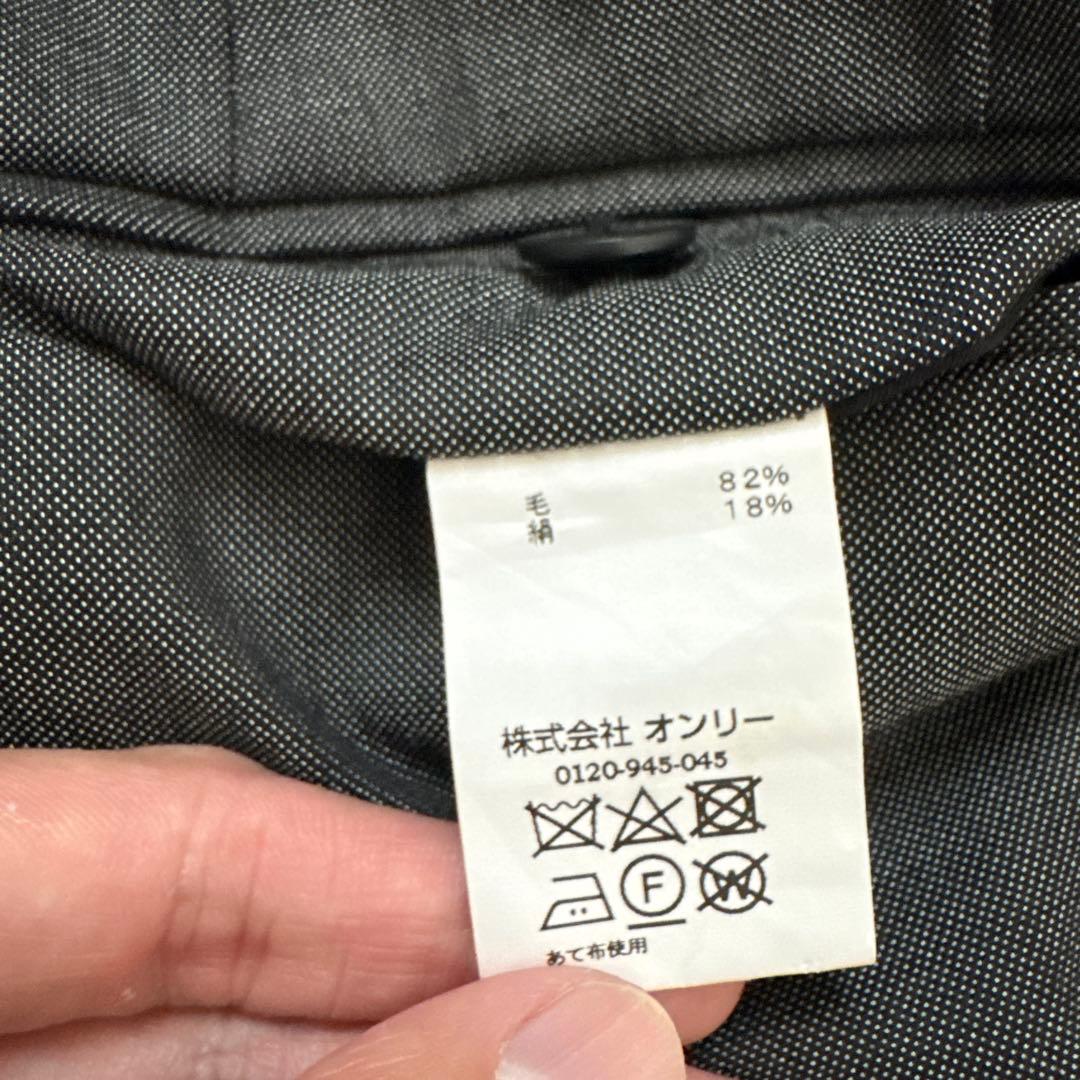 毛 82%
絹 18%
株式会社 オンリー
0120-945-045
F W
あて布使用